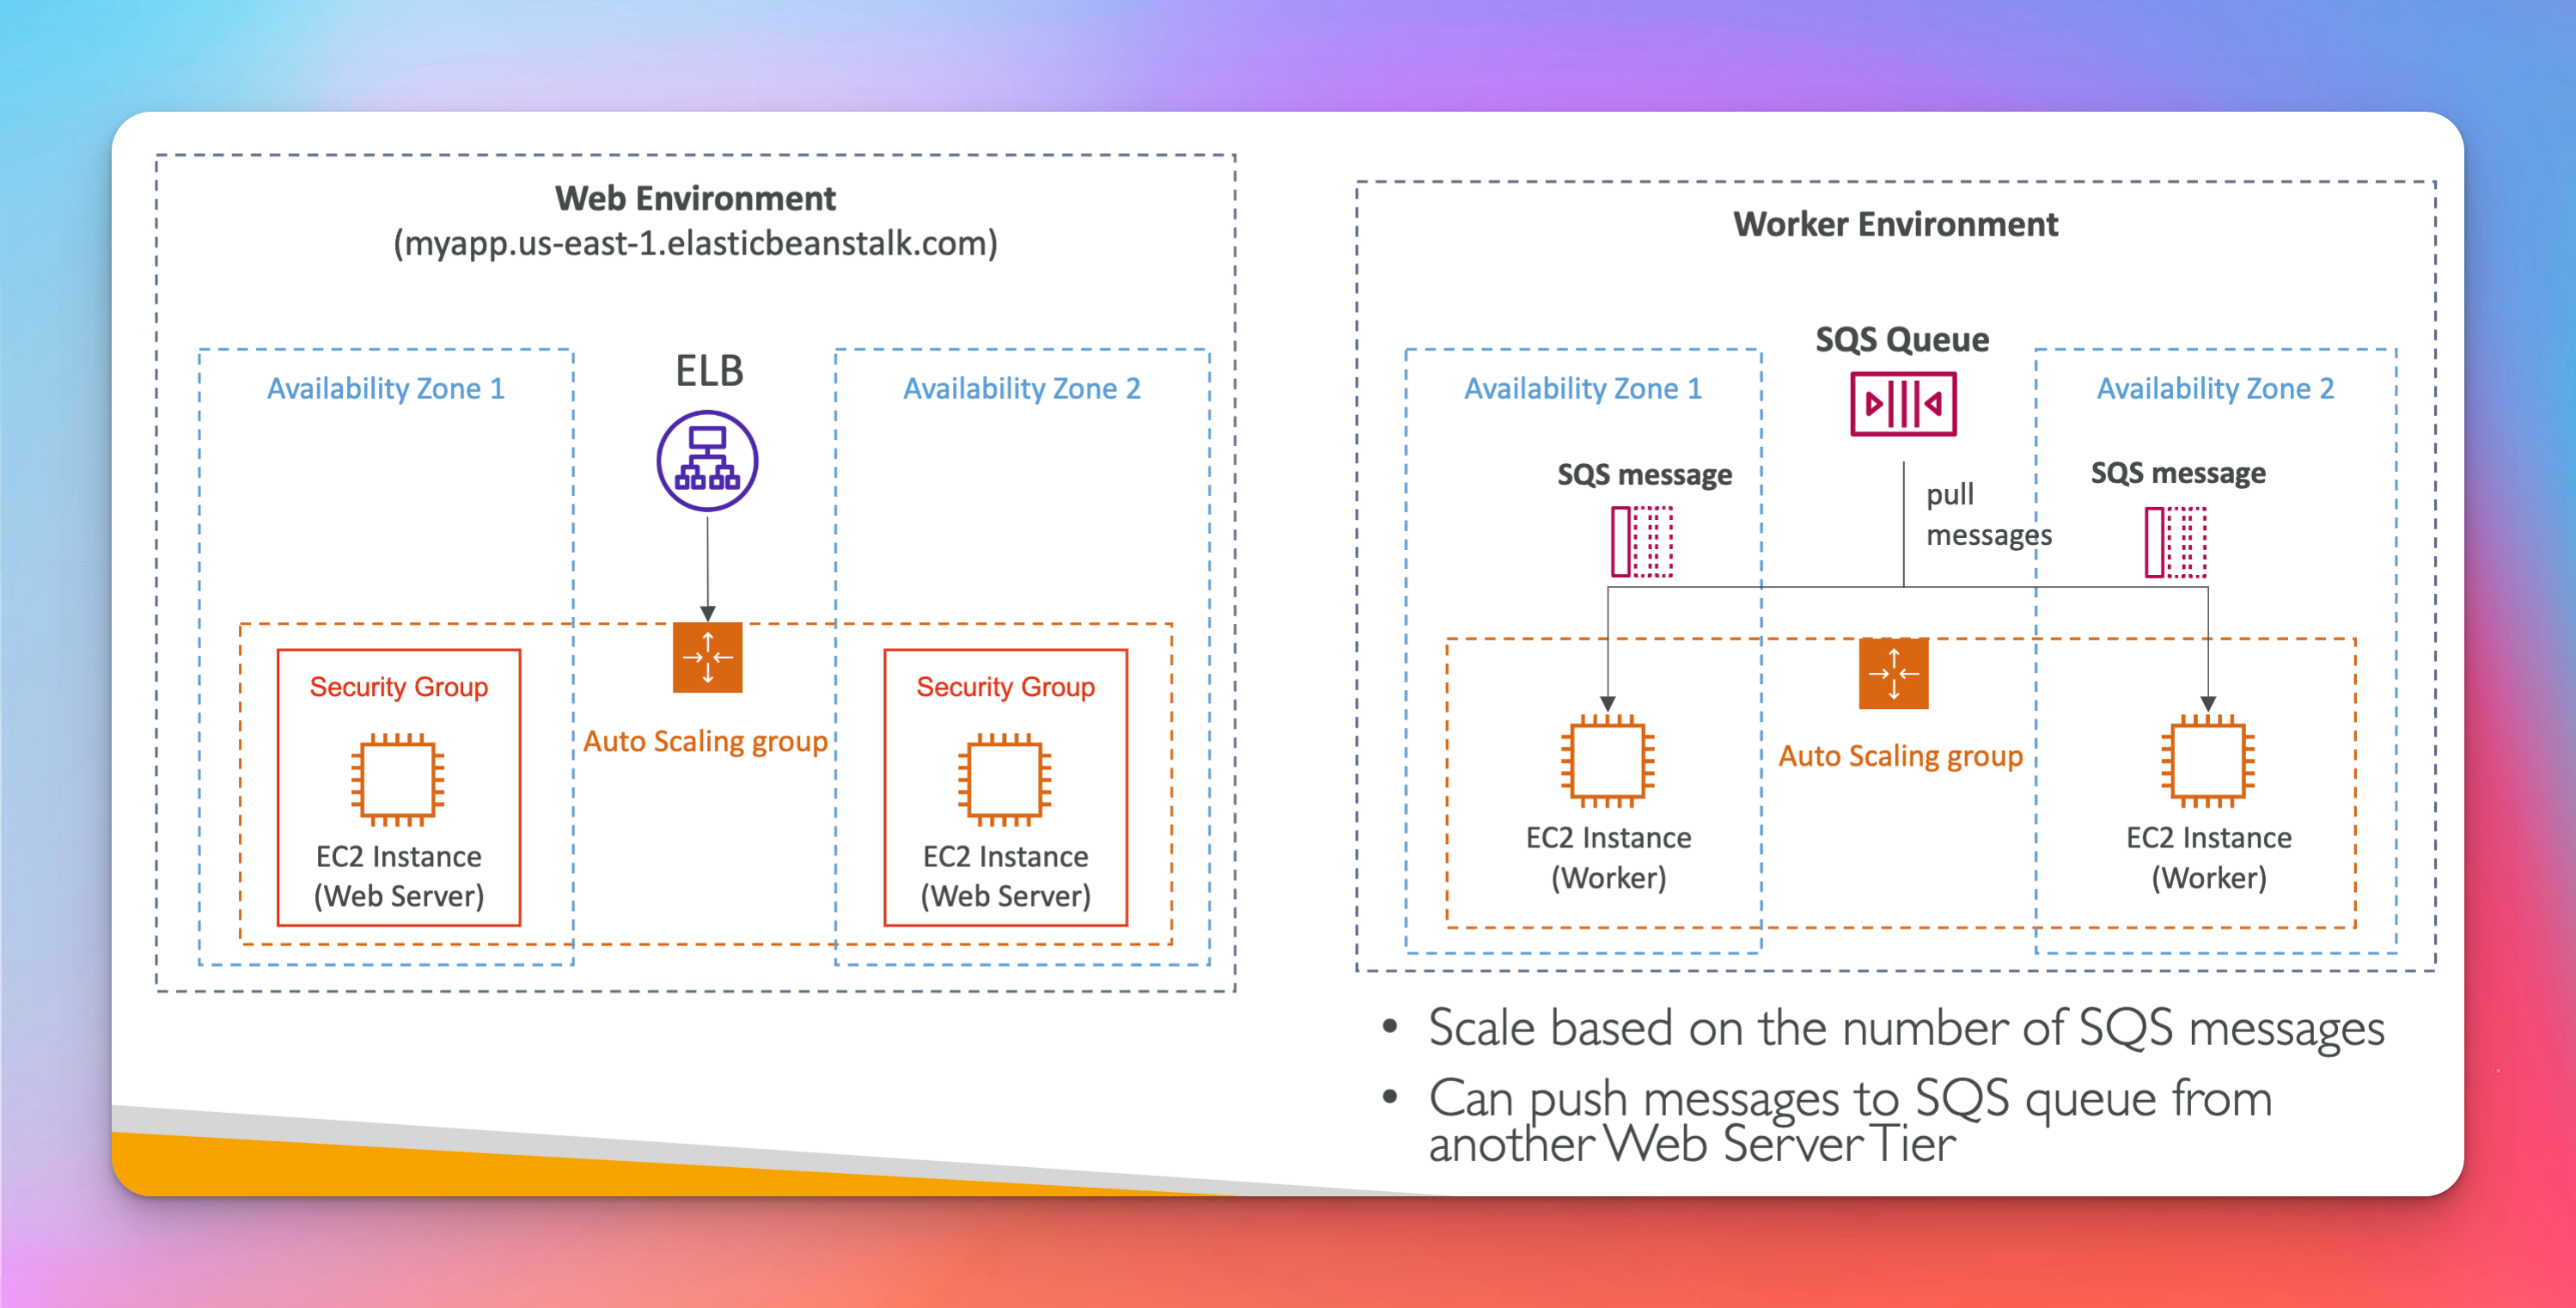 Web Environment
(myapp.us-east-1.elasticbeanstalk.com)
Availability Zone 1
ELB
Availability Zone 2
Security Group
Security Group
Auto Scaling group
EC2 Instance
(Web Server)
EC2 Instance
(Web Server)
Worker Environment
SQS Queue
Availability Zone 1
Availability Zone 2
SQS message
SQS message
pull
messages
Auto Scaling group
EC2 Instance
(Worker)
EC2 Instance
(Worker)
• Scale based on the number of SQS messages
• Can push messages to SQS queue from
another Web Server Tier